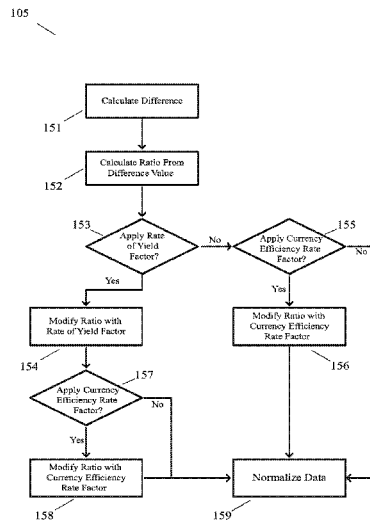 105
Calculate Difference
151
Calculate Ratio From
Difference Value
152
153
Apply Rate
of Yield
Factor?
No
155
Apply Currency
Efficiency Rate
Factor?
No
Yes
Yes
Modify Ratio with
Rate of Yield Factor
154
Modify Ratio with
Currency Efficiency
Rate Factor
156
157
Apply Currency
Efficiency Rate
Factor?
No
Yes
Modify Ratio with
Currency Efficiency
Rate Factor
158
Normalize Data
159